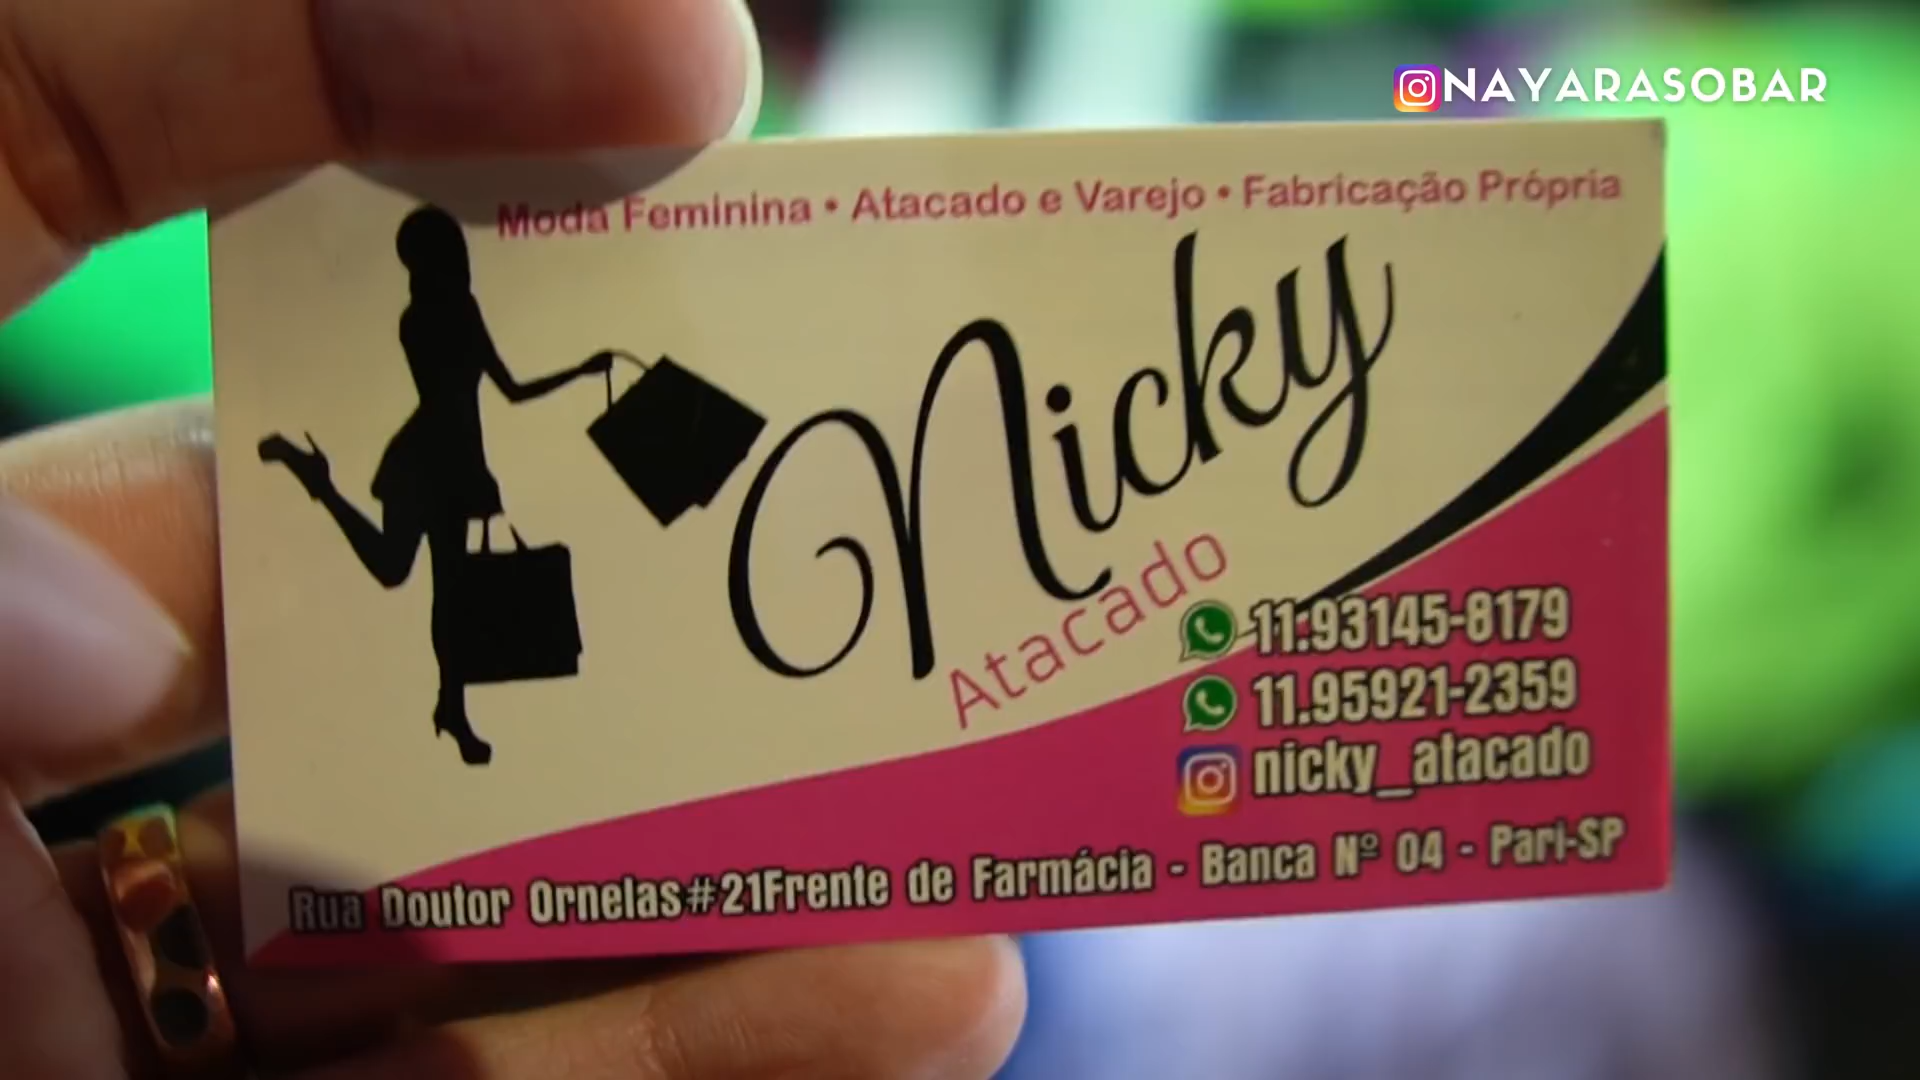 NAYARASOBAR
Moda Feminina • Atacado e Varejo • Fabricação Própria
Nicky
Atacado
11.93145-8179
11.95921-2359
nicky_atacado
Rua Doutor Ornelas#21Frente de Farmácia - Banca Nº 04 - Pari-SP